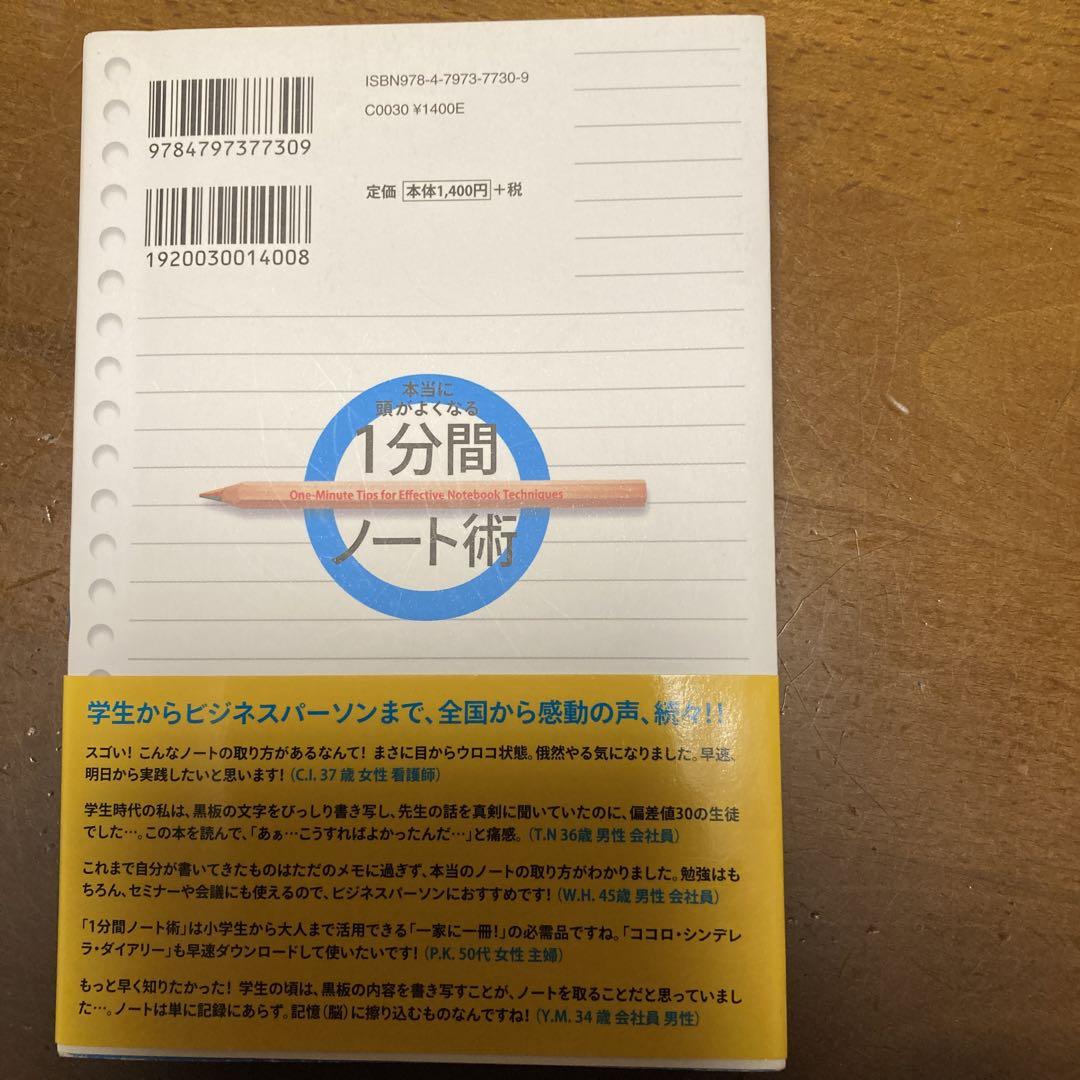 ISBN978-4-7973-7730-9
C0030 ¥1400E
9784797377309
定価 本体1,400円 +税
1920030014008
本当に
頭がよくなる
1分間
One-Minute Tips for Effective Notebook Techniques
ノート術
学生からビジネスパーソンまで、全国から感動の声、続々!!
スゴい! こんなノートの取り方があるなんて! まさに目からウロコ状態。俄然やる気になりました。早速、
明日から実践したいと思います! (C.I. 37 歳 女性 看護師)
学生時代の私は、黒板の文字をびっしり書き写し、先生の話を真剣に聞いていたのに、偏差値30の生徒
でした…。この本を読んで、「あぁ…こうすればよかったんだ…」と痛感。(T.N 36歳 男性 会社員)
これまで自分が書いてきたものはただのメモに過ぎず、本当のノートの取り方がわかりました。勉強はも
ちろん、セミナーや会議にも使えるので、ビジネスパーソンにおすすめです! (W.H. 45歳 男性 会社員)
「1分間ノート術」は小学生から大人まで活用できる「一家に一冊!」の必需品ですね。「ココロ・シンデレ
ラ・ダイアリー」も早速ダウンロードして使いたいです! (P.K. 50代 女性 主婦)
もっと早く知りたかった! 学生の頃は、黒板の内容を書き写すことが、ノートを取ることだと思っていまし
た…。ノートは単に記録にあらず。記憶(脳)に擦り込むものなんですね! (Y.M. 34 歳 会社員 男性)